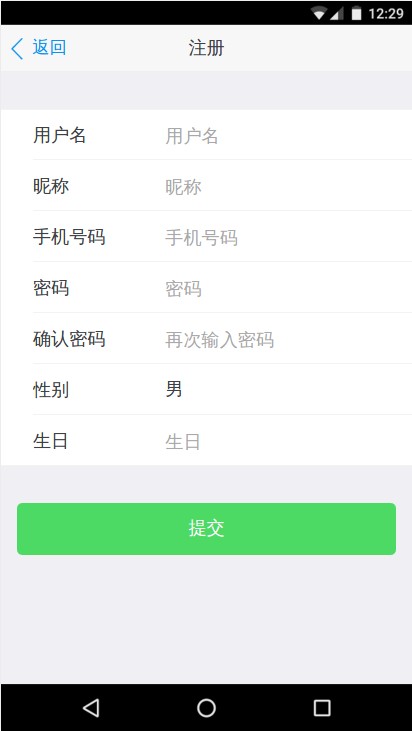 12:29
返回
注册
用户名 用户名
昵称 昵称
手机号码 手机号码
密码 密码
确认密码 再次输入密码
性别 男
生日 生日
提交